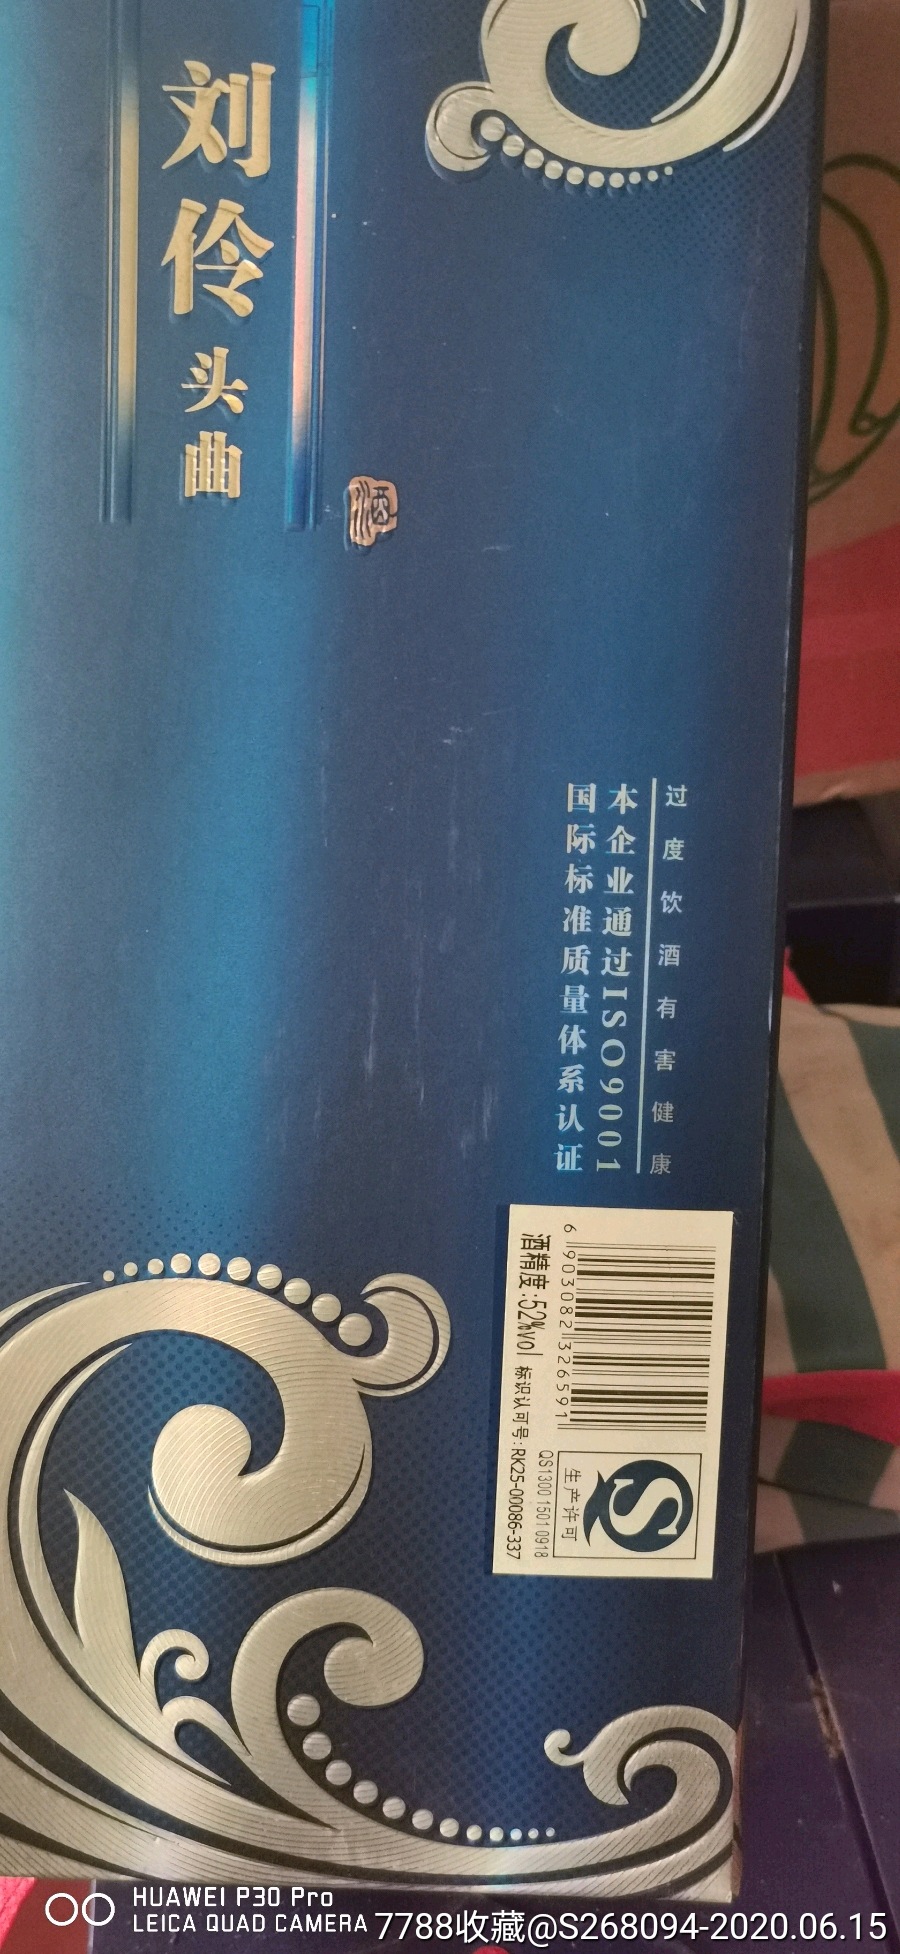 刘伶头曲
酒
过度饮酒有害健康
本企业通过ISO9001
国际标准质量体系认证
6 903082 326591
酒精度:52%vol 标识认可号:RK25-00086-337
QS1300 1501 0918
生产许可
HUAWEI P30 Pro
LEICA QUAD CAMERA
7788收藏@S268094-2020.06.15